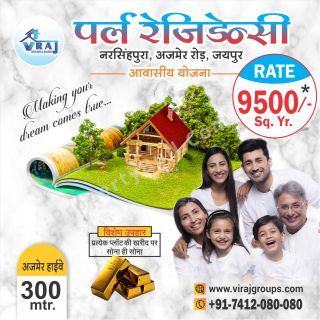 VIRAJ
पर्ल रेजिडेन्सी
नरसिंहपुरा, अजमेर रोड़, जयपुर
आवासीय योजना
RATE
9500/-*
Sq. Yr.
Making your
dream comes true...
विशेष उपहार
प्रत्येक प्लॉट की खरीद पर
सोना ही सोना
अजमेर हाईवे
300
mtr.
www.virajgroups.com
+91-7412-080-080